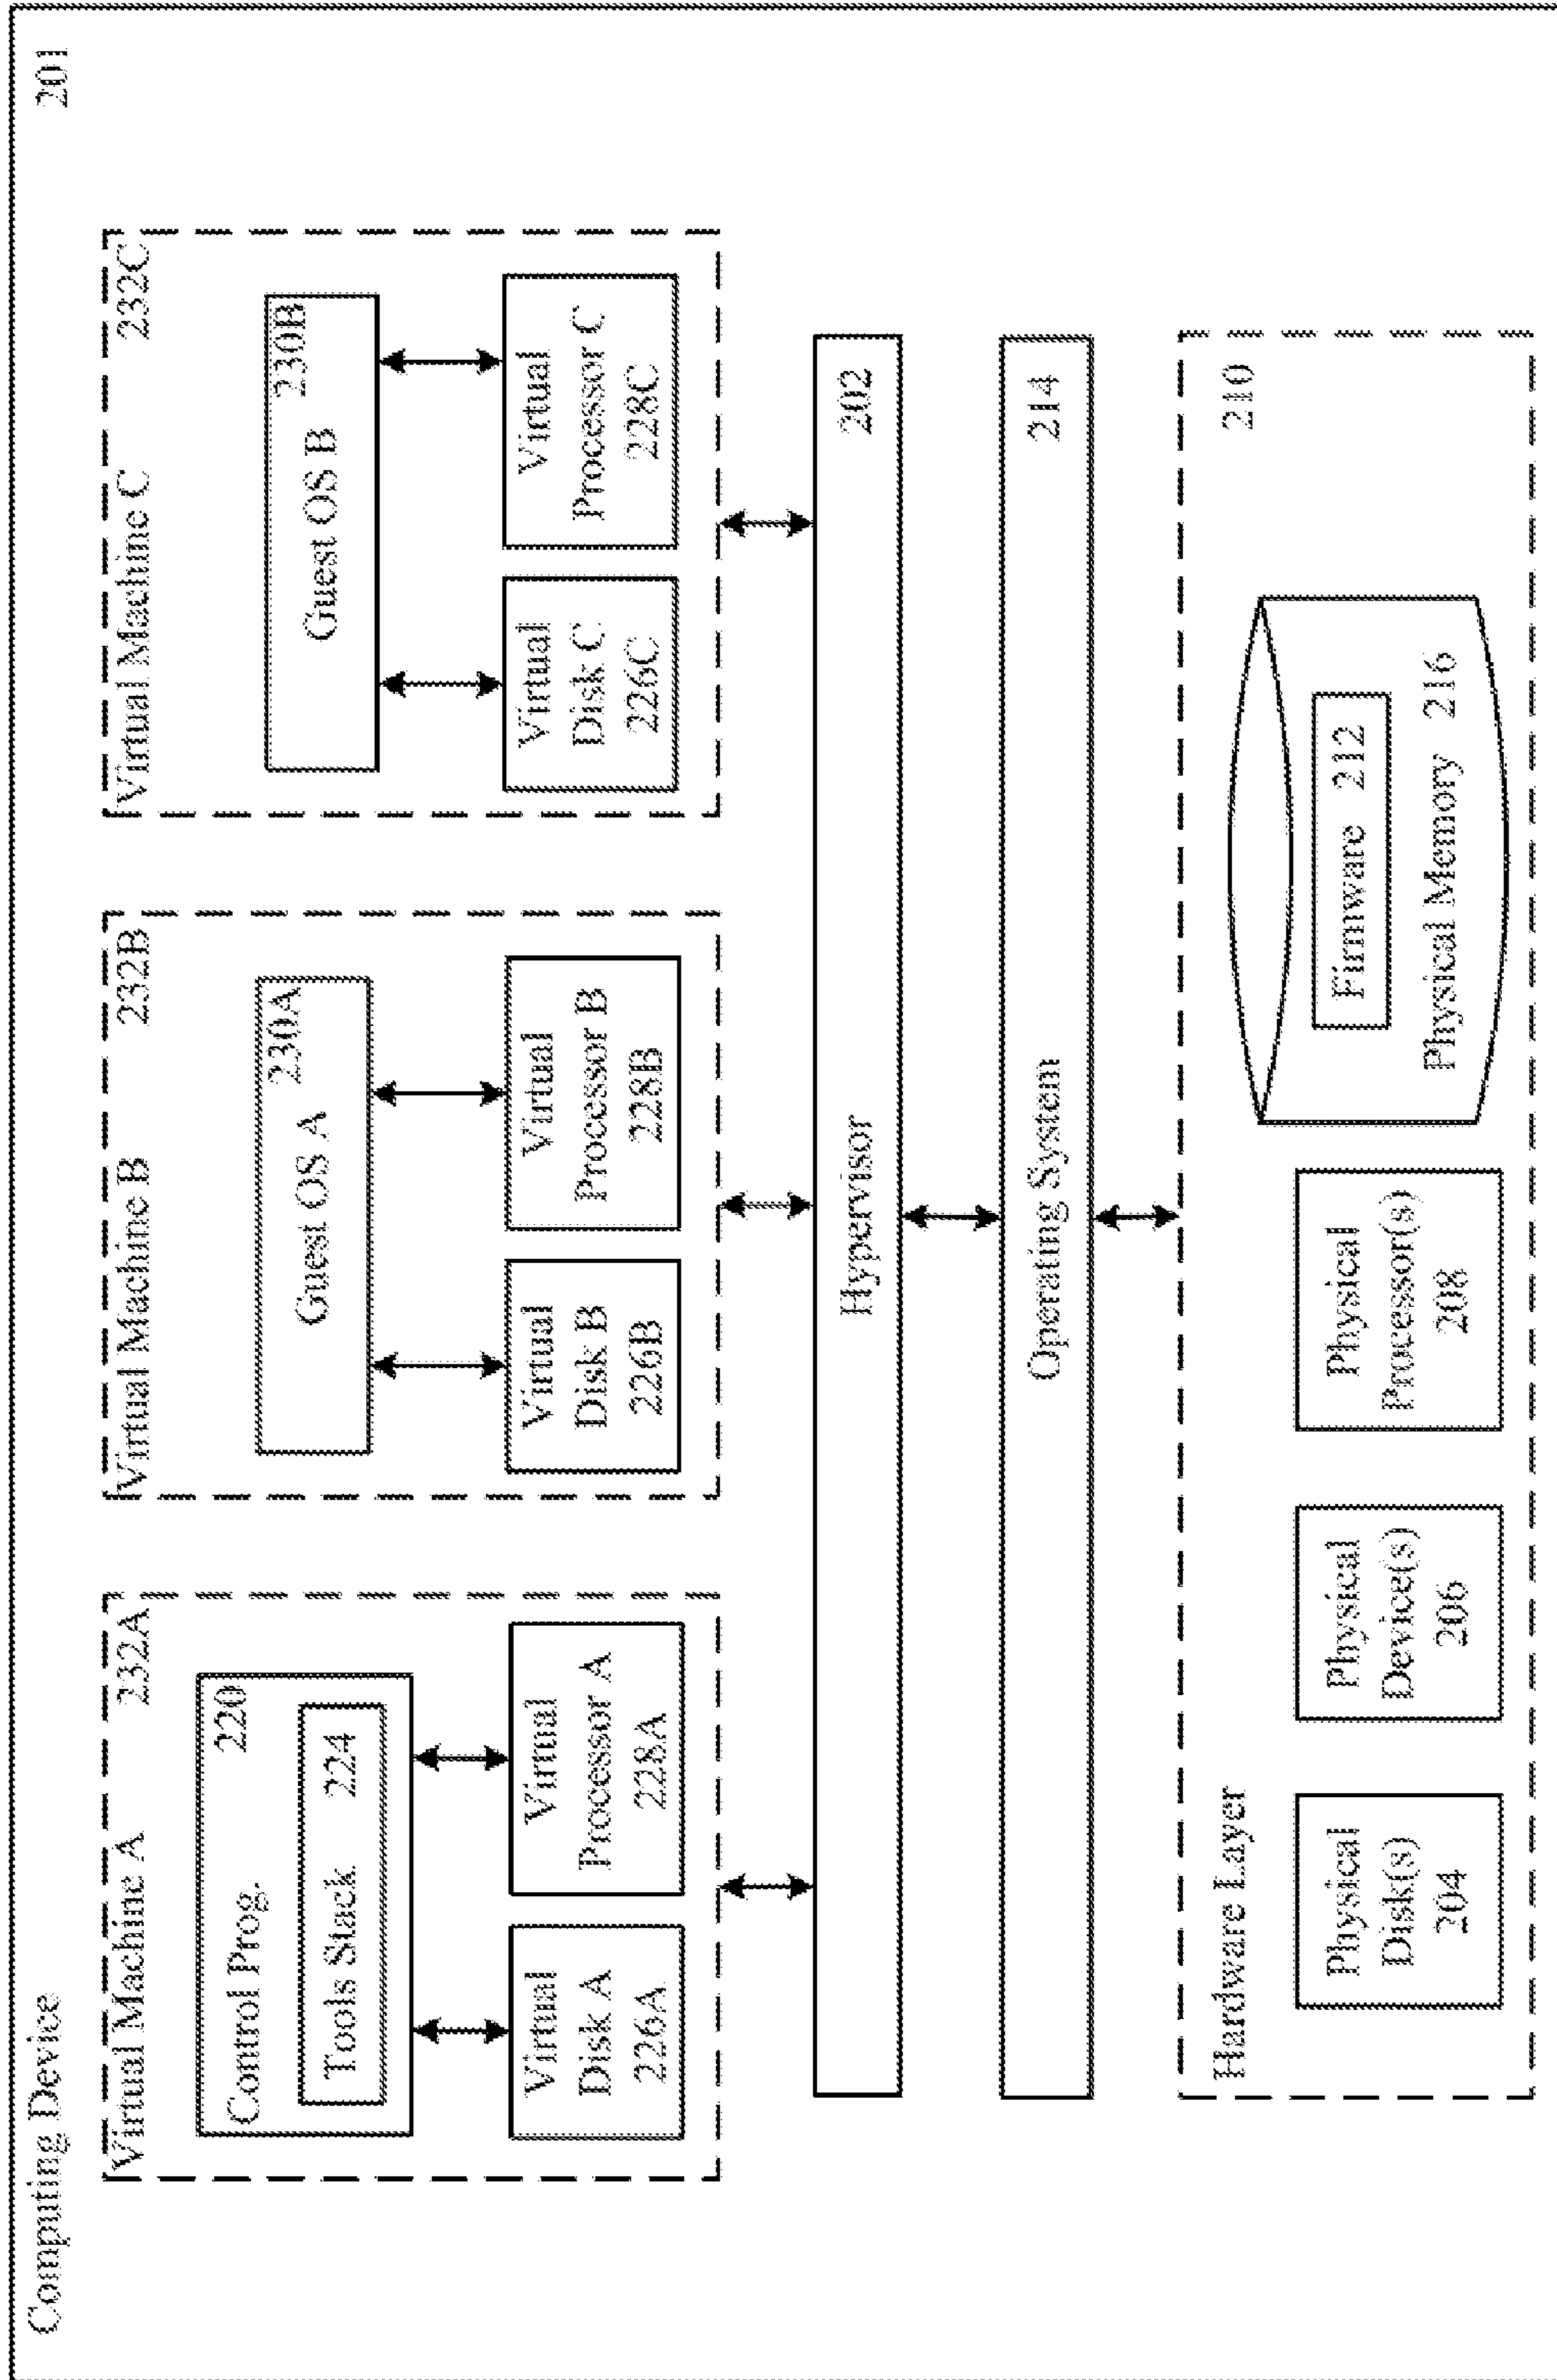 Computing Device 201
Virtual Machine A 232A
Control Prog. 220
Tools Stack 224
Virtual
Disk A
226A
Virtual
Processor A
228A
Virtual Machine B 232B
230A
Guest OS A
Virtual
Disk B
226B
Virtual
Processor B
228B
Virtual Machine C 232C
230B
Guest OS B
Virtual
Disk C
226C
Virtual
Processor C
228C
Hypervisor 202
Operating System 214
Hardware Layer 210
Physical
Disk(s)
204
Physical
Device(s)
206
Physical
Processor(s)
208
Firmware 212
Physical Memory 216